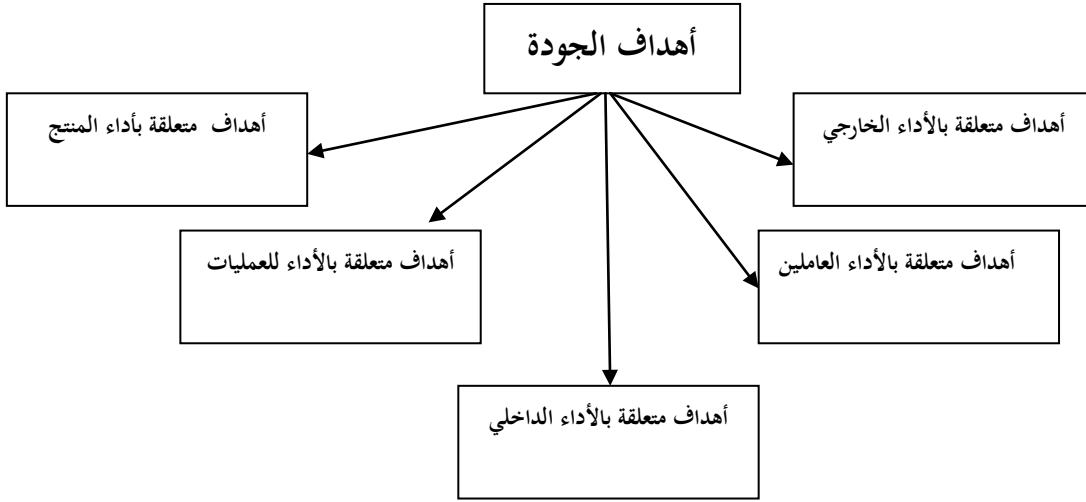 أهداف الجودة
أهداف متعلقة بالأداء الخارجي
أهداف متعلقة بأداء المنتج
أهداف متعلقة بالأداء العاملين
أهداف متعلقة بالأداء للعمليات
أهداف متعلقة بالأداء الداخلي